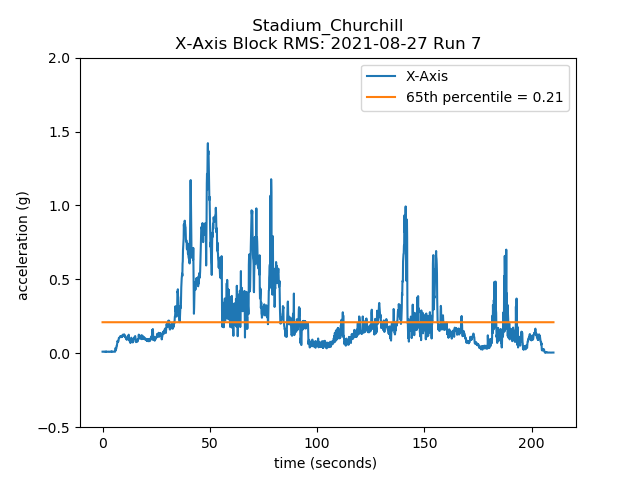 Stadium_Churchill
X-Axis Block RMS: 2021-08-27 Run 7
X-Axis
65th percentile = 0.21
acceleration (g)
2.0
1.5
1.0
0.5
0.0
−0.5
0 50 100 150 200
time (seconds)